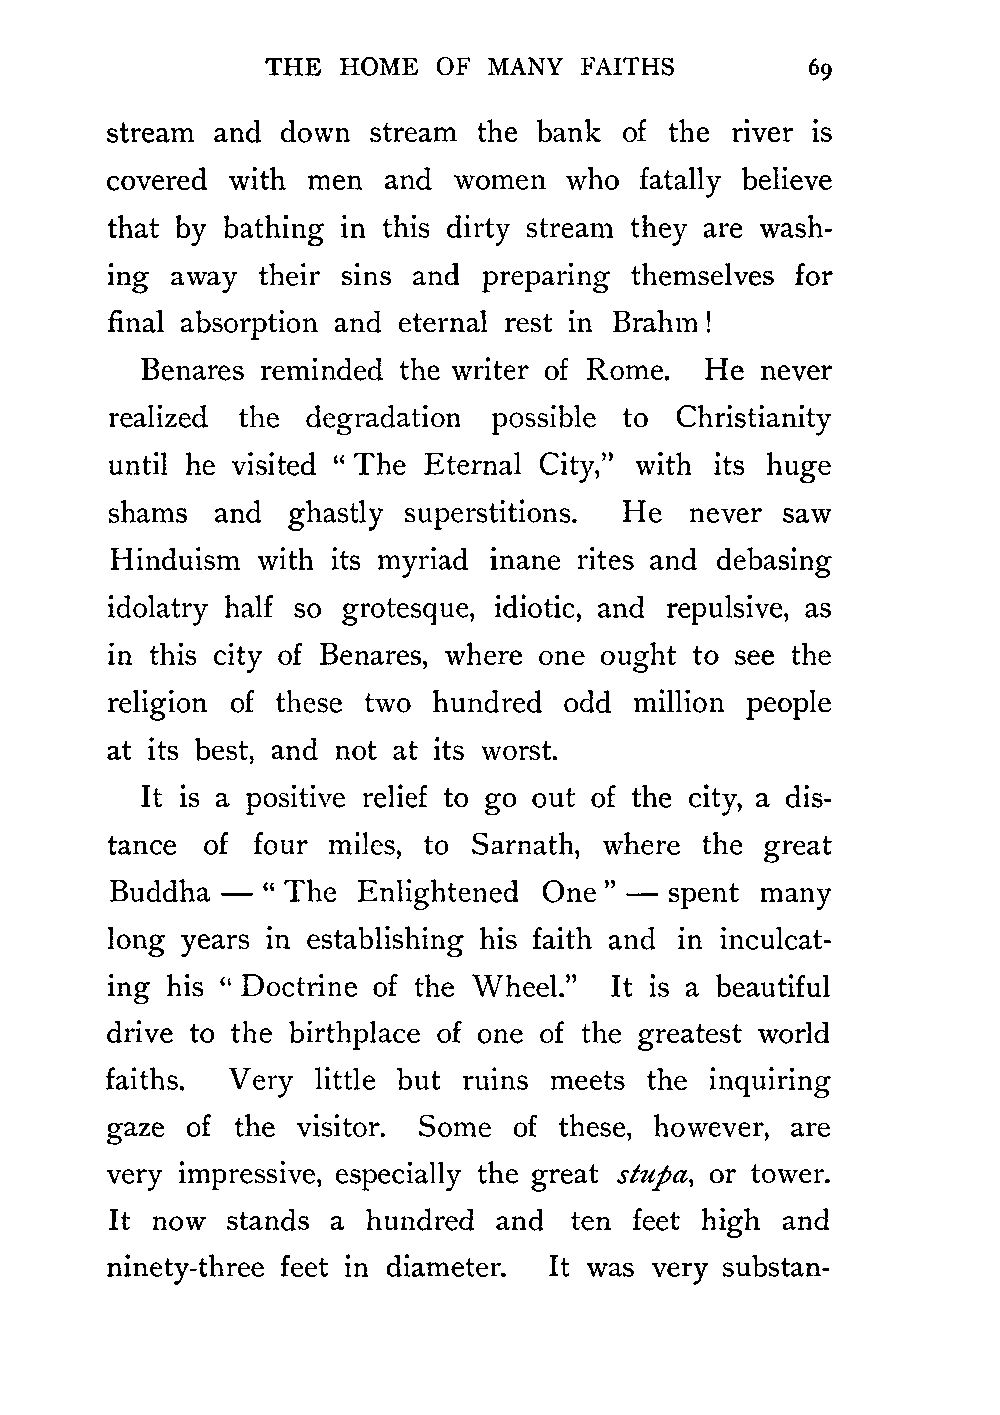 THE HOME OF MANY FAITHS 69
stream and down stream the bank of the river is
covered with men and women who fatally believe
that by bathing in this dirty stream they are wash-
ing away their sins and preparing themselves for
final absorption and eternal rest in Brahm!
Benares reminded the writer of Rome. He never
realized the degradation possible to Christianity
until he visited “The Eternal City,” with its huge
shams and ghastly superstitions. He never saw
Hinduism with its myriad inane rites and debasing
idolatry half so grotesque, idiotic, and repulsive, as
in this city of Benares, where one ought to see the
religion of these two hundred odd million people
at its best, and not at its worst.
It is a positive relief to go out of the city, a dis-
tance of four miles, to Sarnath, where the great
Buddha — “The Enlightened One” — spent many
long years in establishing his faith and in inculcat-
ing his “Doctrine of the Wheel.” It is a beautiful
drive to the birthplace of one of the greatest world
faiths. Very little but ruins meets the inquiring
gaze of the visitor. Some of these, however, are
very impressive, especially the great stupa, or tower.
It now stands a hundred and ten feet high and
ninety-three feet in diameter. It was very substan-